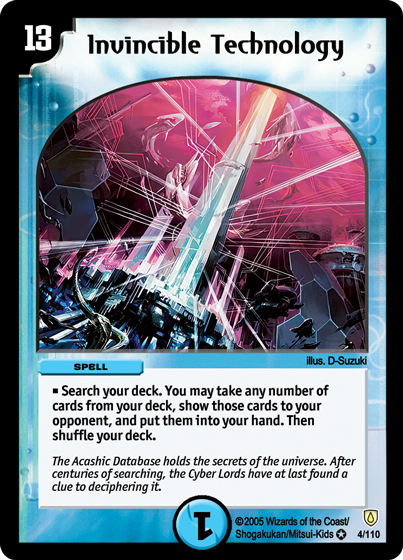 13
Invincible Technology
illus. D-Suzuki
SPELL
▪ Search your deck. You may take any number of
cards from your deck, show those cards to your
opponent, and put them into your hand. Then
shuffle your deck.
The Acashic Database holds the secrets of the universe. After
centuries of searching, the Cyber Lords have at last found a
clue to deciphering it.
1
©2005 Wizards of the Coast/
Shogakukan/Mitsui-Kids ✪ 4/110